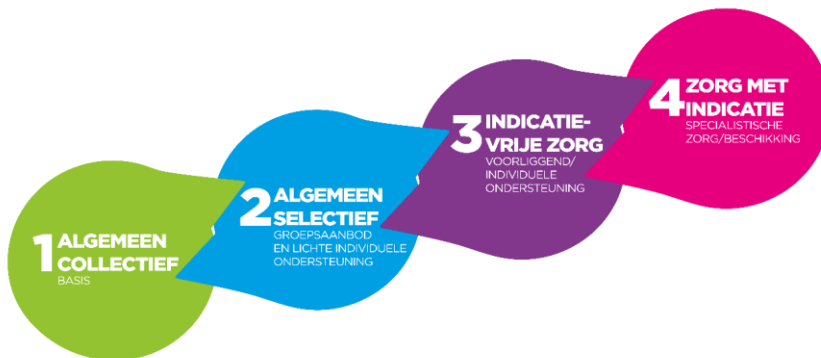 1 ALGEMEEN
COLLECTIEF
BASIS
2 ALGEMEEN
SELECTIEF
GROEPSAANBOD
EN LICHTE INDIVIDUELE
ONDERSTEUNING
3 INDICATIE-
VRIJE ZORG
VOORLIGGEND/
INDIVIDUELE
ONDERSTEUNING
4 ZORG MET
INDICATIE
SPECIALISTISCHE
ZORG/BESCHIKKING